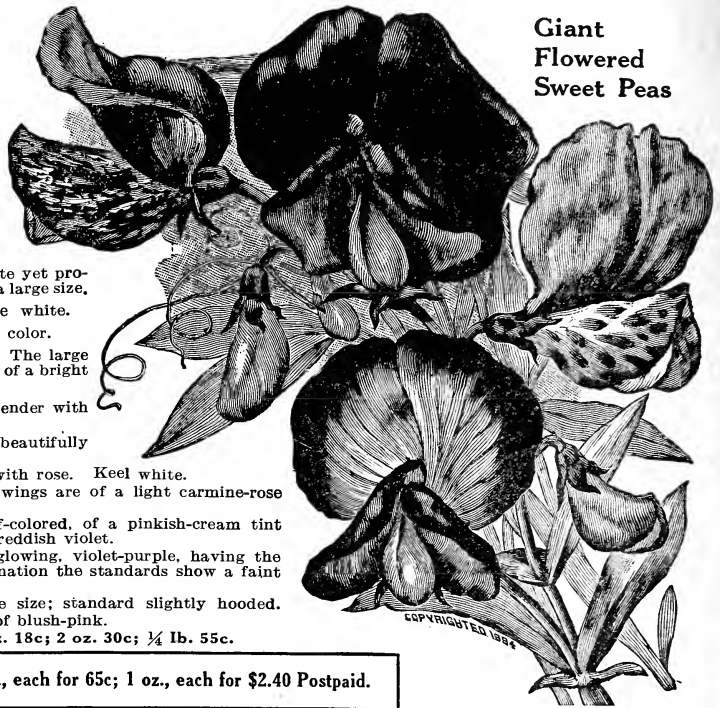 Giant
Flowered
Sweet Peas
te yet pro-
a large size.
e white.
color.
The large
of a bright
ender with
beautifully
with rose. Keel white.
wings are of a light carmine-rose
f-colored, of a pinkish-cream tint
reddish violet.
glowing, violet-purple, having the
nation the standards show a faint
e size; standard slightly hooded.
of blush-pink.
z. 18c; 2 oz. 30c; ¼ lb. 55c.
COPYRIGHTED 1894
., each for 65c; 1 oz., each for $2.40 Postpaid.